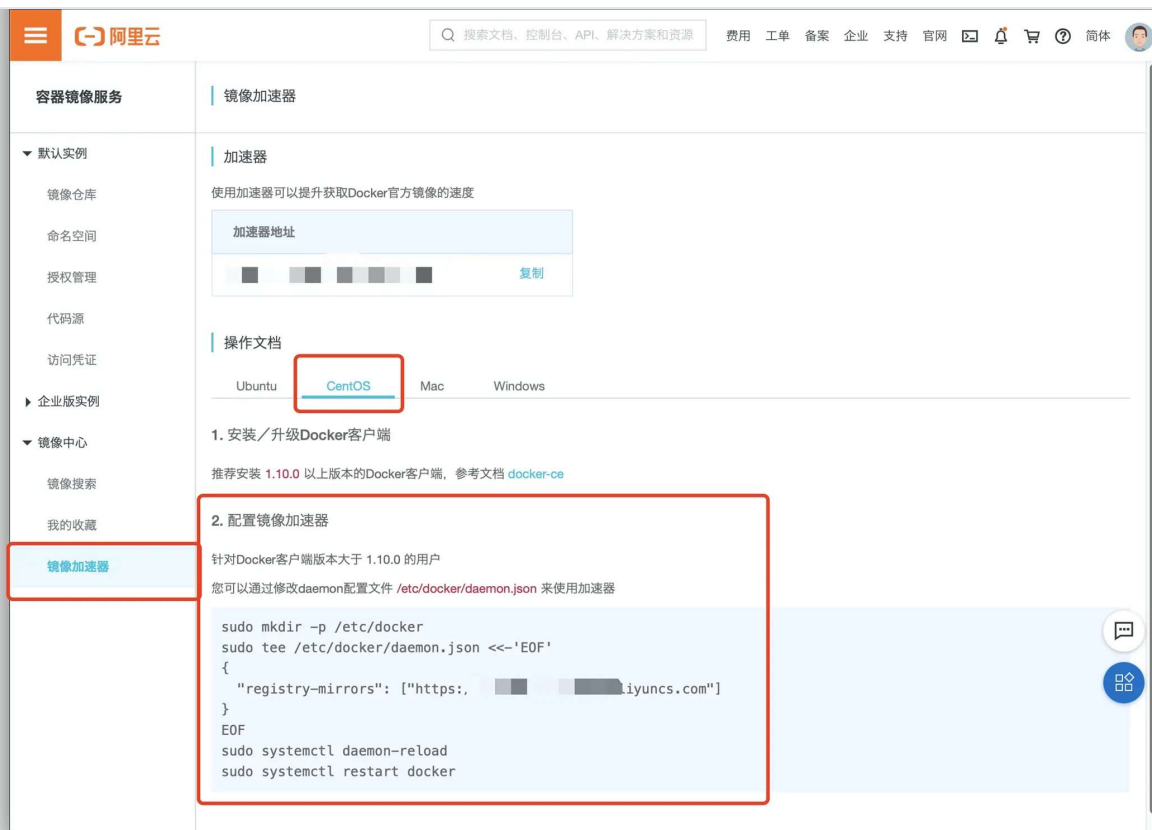 阿里云
搜索文档、控制台、API、解决方案和资源
费用 工单 备案 企业 支持 官网 简体
容器镜像服务
镜像加速器
默认实例
镜像仓库
命名空间
授权管理
代码源
访问凭证
企业版实例
镜像中心
镜像搜索
我的收藏
镜像加速器
加速器
使用加速器可以提升获取Docker官方镜像的速度
加速器地址
复制
操作文档
Ubuntu CentOS Mac Windows
1. 安装／升级Docker客户端
推荐安装 1.10.0 以上版本的Docker客户端，参考文档 docker-ce
2. 配置镜像加速器
针对Docker客户端版本大于 1.10.0 的用户
您可以通过修改daemon配置文件 /etc/docker/daemon.json 来使用加速器
sudo mkdir -p /etc/docker
sudo tee /etc/docker/daemon.json <<-'EOF'
{
"registry-mirrors": ["https:, liyuncs.com"]
}
EOF
sudo systemctl daemon-reload
sudo systemctl restart docker